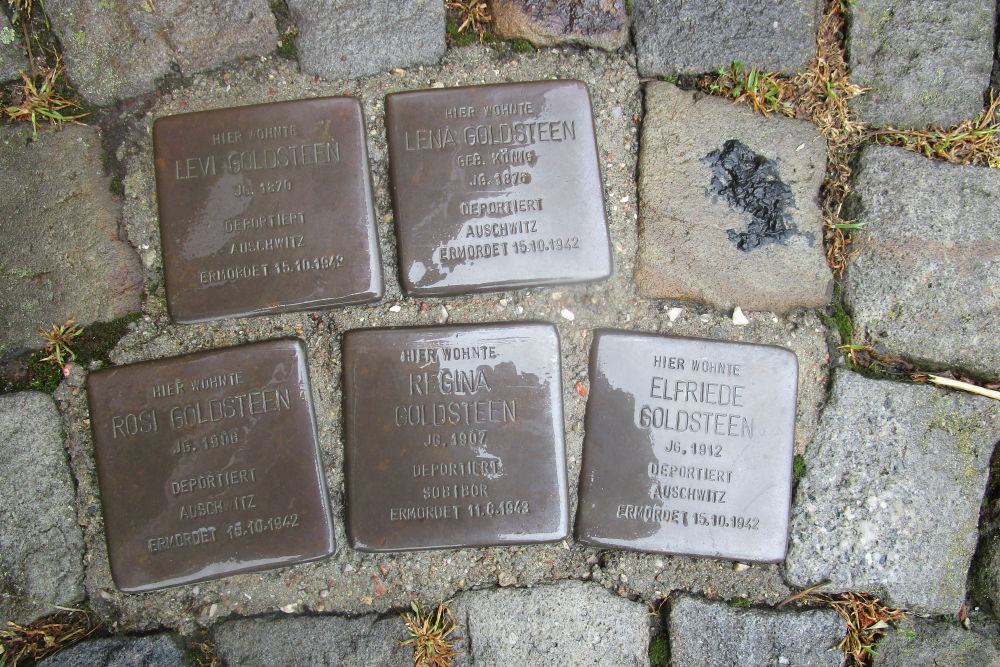 HIER WOHNTE
LEVI GOLDSTEEN
JG. 1870
DEPORTIERT
AUSCHWITZ
ERMORDET 15.10.1942
HIER WOHNTE
LENA GOLDSTEEN
GEB. KÖNIG
JG. 1876
DEPORTIERT
AUSCHWITZ
ERMORDET 15.10.1942
HIER WOHNTE
ROSI GOLDSTEEN
JG. 1906
DEPORTIERT
AUSCHWITZ
ERMORDET 15.10.1942
HIER WOHNTE
REGINA
GOLDSTEEN
JG. 1907
DEPORTIERT
SOBIBOR
ERMORDET 11.6.1943
HIER WOHNTE
ELFRIEDE
GOLDSTEEN
JG. 1912
DEPORTIERT
AUSCHWITZ
ERMORDET 15.10.1942